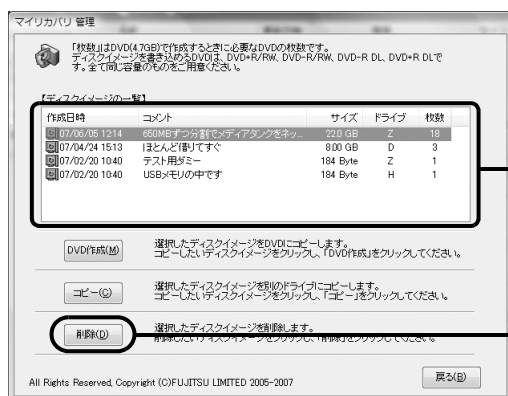 マイリカバリ 管理
「枚数」はDVD(4.7GB)で作成するときに必要なDVDの枚数です。
ディスクイメージを書き込めるDVDは、DVD+R/RW、DVD-R/RW、DVD-R DL、DVD+R DLで
す。全て同じ容量のものをご用意ください。
【ディスクイメージの一覧】
作成日時 コメント サイズ ドライブ 枚数
07/06/05 12:14 650MBずつ分割でメディアタンクをネッ... 22.0 GB Z 18
07/04/24 15:13 ほとんど借りてすぐ 8.00 GB D 3
07/02/20 10:40 テスト用ダミー 184 Byte Z 1
07/02/20 10:40 USBメモリの中です 184 Byte H 1
DVD作成(M) 選択したディスクイメージをDVDにコピーします。
コピーしたいディスクイメージをクリックし、「DVD作成」をクリックしてください。
コピー(C) 選択したディスクイメージを別のドライブにコピーします。
コピーしたいディスクイメージをクリックし、「コピー」をクリックしてください。
削除(D) 選択したディスクイメージを削除します。
削除したいディスクイメージをクリックし、「削除」をクリックしてください。
All Rights Reserved, Copyright (C)FUJITSU LIMITED 2005-2007 戻る(B)